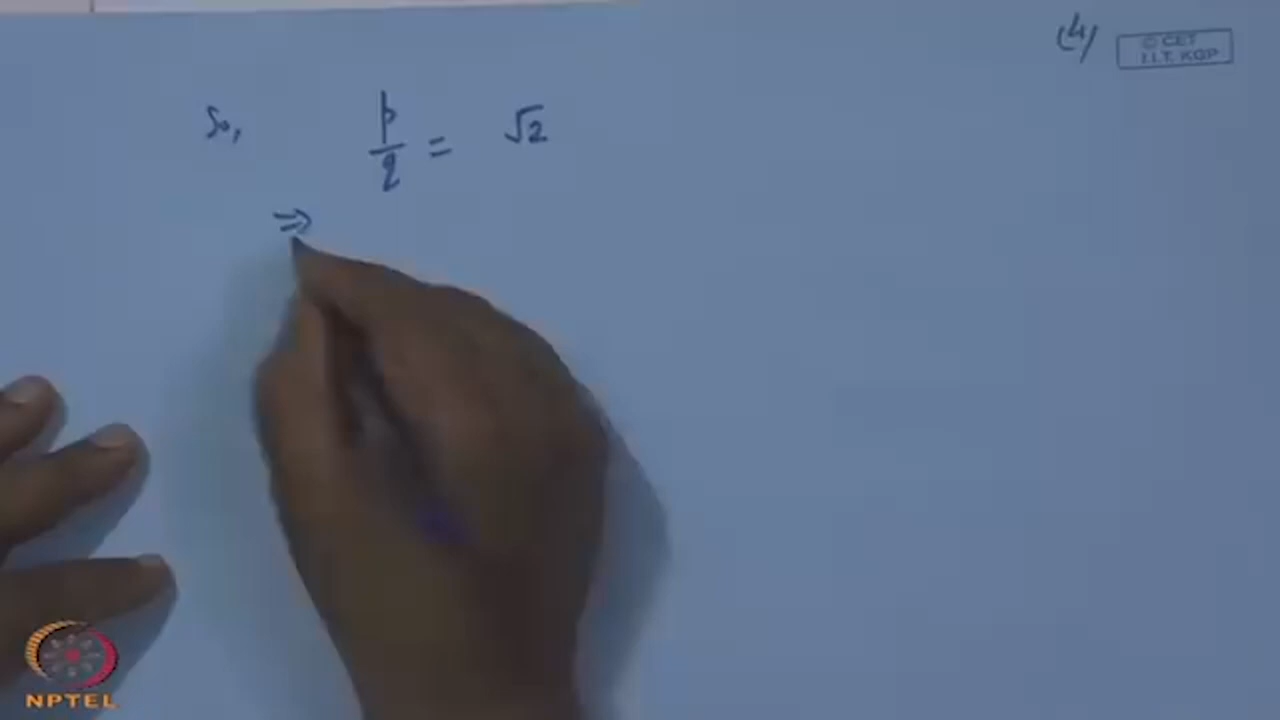 (4)
© CET
I.I.T. KGP
So, p/q = √2
⇒
NPTEL